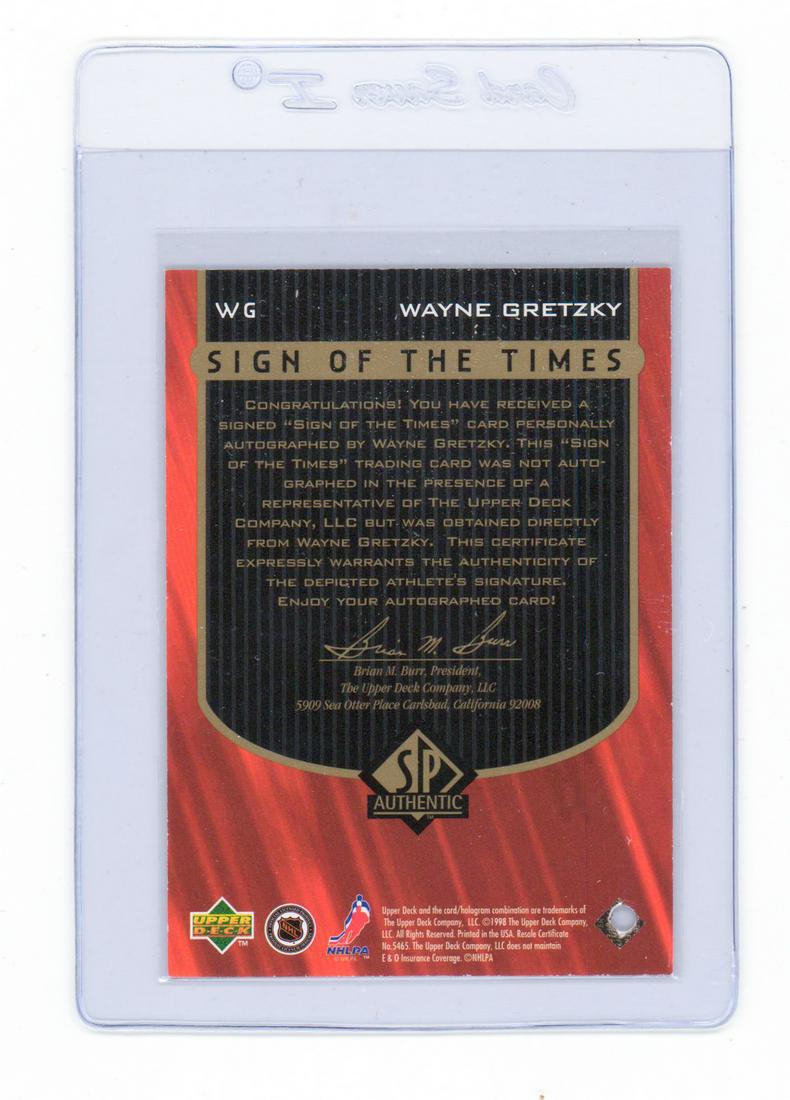 Card Saver I
WG WAYNE GRETZKY
SIGN OF THE TIMES
CONGRATULATIONS! YOU HAVE RECEIVED A
SIGNED “SIGN OF THE TIMES” CARD PERSONALLY
AUTOGRAPHED BY WAYNE GRETZKY. THIS “SIGN
OF THE TIMES” TRADING CARD WAS NOT AUTO-
GRAPHED IN THE PRESENCE OF A
REPRESENTATIVE OF THE UPPER DECK
COMPANY, LLC BUT WAS OBTAINED DIRECTLY
FROM WAYNE GRETZKY. THIS CERTIFICATE
EXPRESSLY WARRANTS THE AUTHENTICITY OF
THE DEPICTED ATHLETE'S SIGNATURE.
ENJOY YOUR AUTOGRAPHED CARD!
Brian M. Burr
Brian M. Burr, President,
The Upper Deck Company, LLC
5909 Sea Otter Place Carlsbad, California 92008
SP
AUTHENTIC™
UPPER
DECK™
NHL
NHLPA™
© NHLPA
Upper Deck and the card/hologram combination are trademarks of
The Upper Deck Company, LLC. ©1998 The Upper Deck Company,
LLC. All Rights Reserved. Printed in the USA. Resale Certificate
No.5465. The Upper Deck Company, LLC does not maintain
E & O Insurance Coverage. ©NHLPA